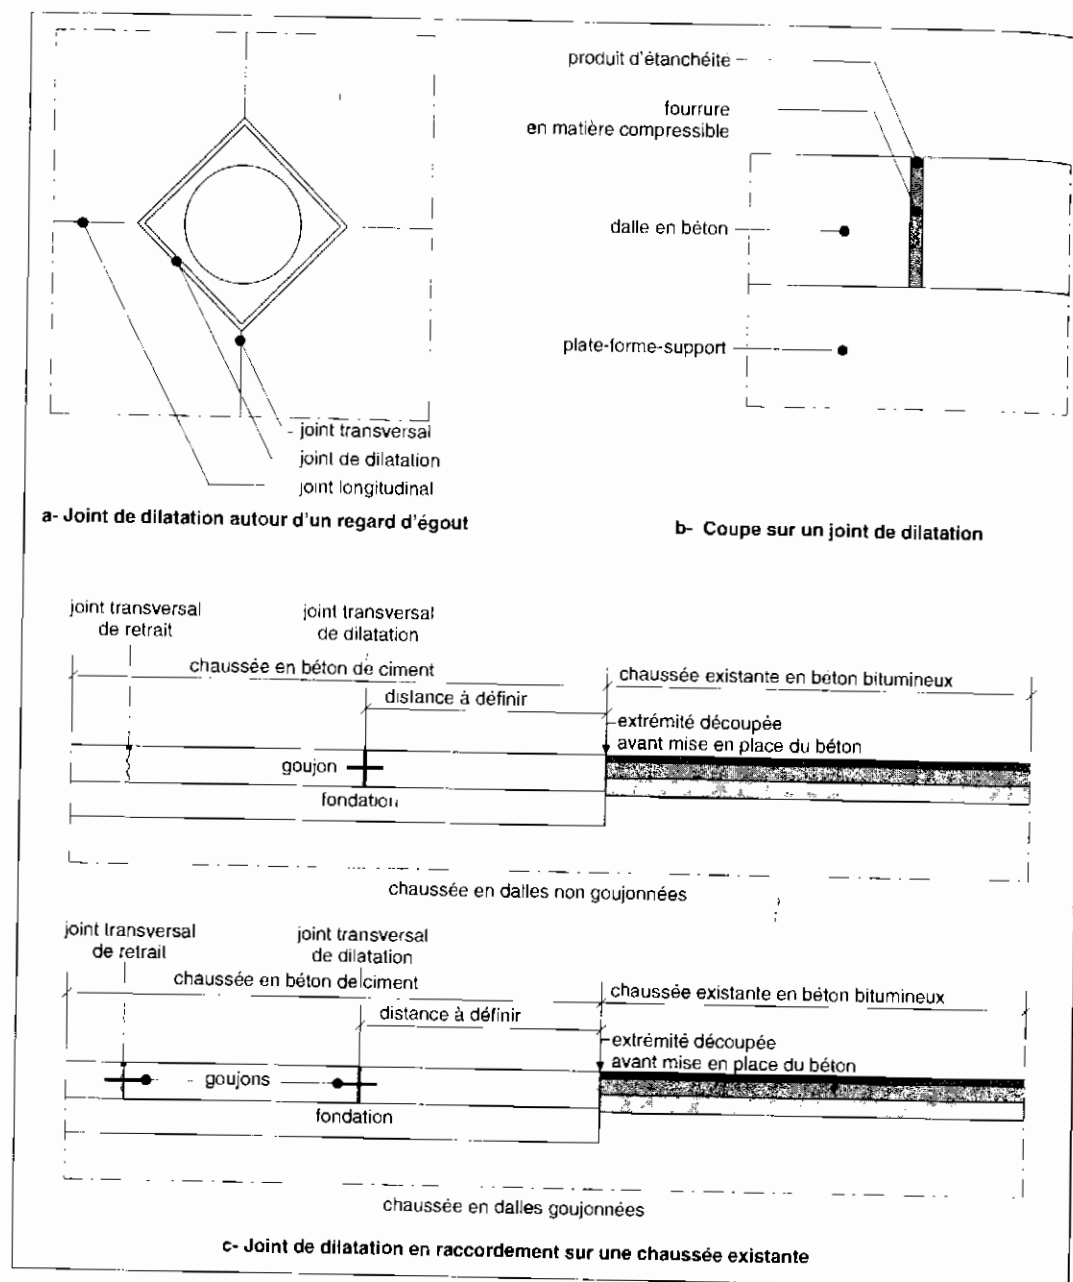 produit d'étanchéité
fourrure
en matière compressible
dalle en béton
plate-forme-support
joint transversal
joint de dilatation
joint longitudinal
a- Joint de dilatation autour d'un regard d'égout
b- Coupe sur un joint de dilatation
joint transversal
de retrait
joint transversal
de dilatation
chaussée en béton de ciment
chaussée existante en béton bitumineux
distance à définir
extrémité découpée
avant mise en place du béton
goujon
fondation
chaussée en dalles non goujonnées
joint transversal
de retrait
joint transversal
de dilatation
chaussée en béton de ciment
chaussée existante en béton bitumineux
distance à définir
extrémité découpée
avant mise en place du béton
goujons
fondation
chaussée en dalles goujonnées
c- Joint de dilatation en raccordement sur une chaussée existante